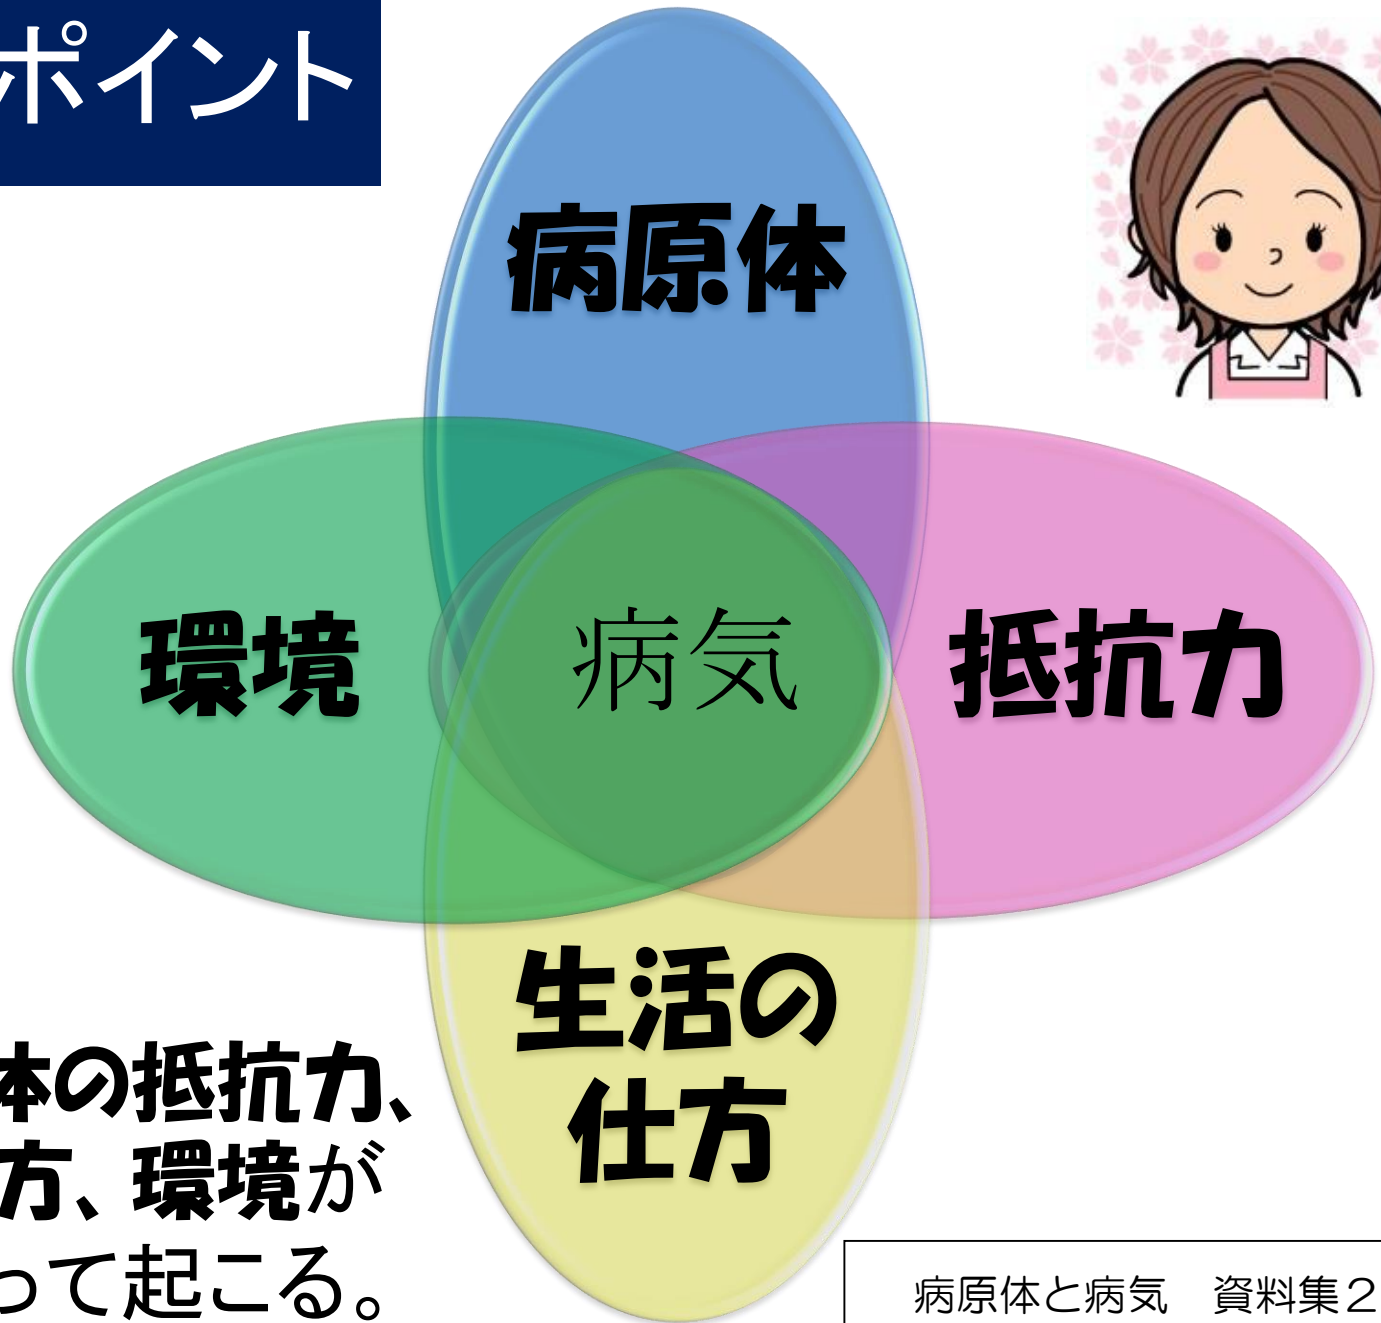 ポイント
病原体
環境
病気
抵抗力
生活の
仕方
体の抵抗力、
方、環境が
って起こる。
病原体と病気　資料集２